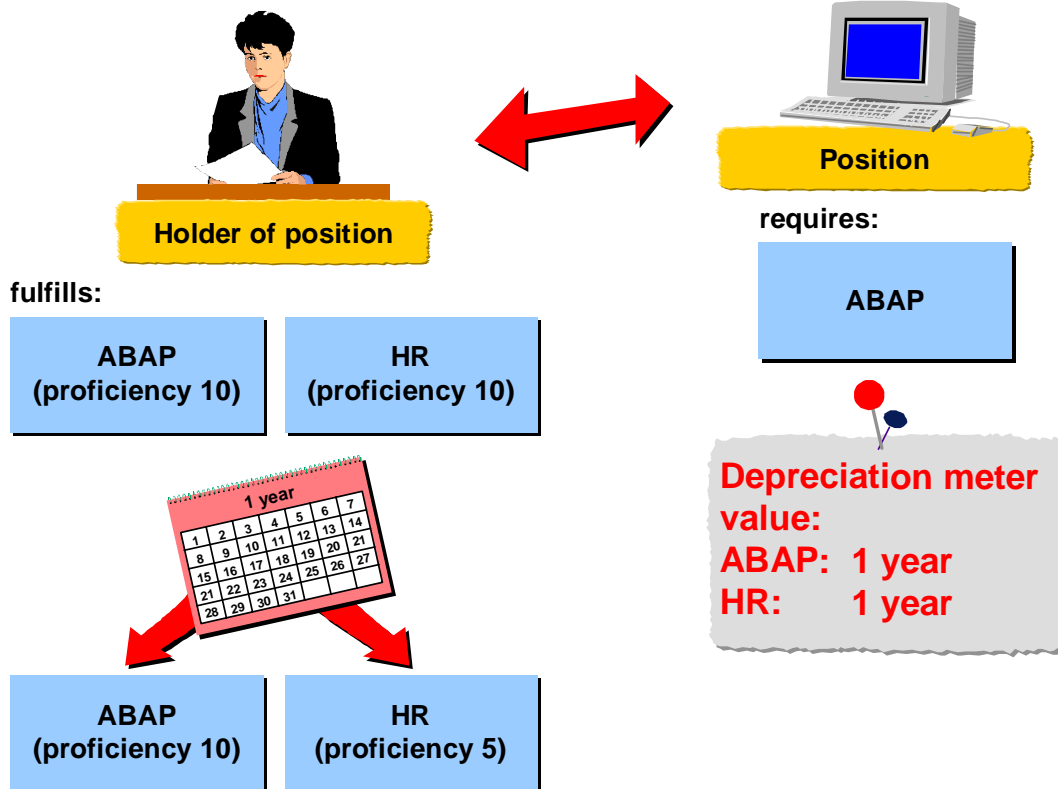 Position
Holder of position
requires:
ABAP
fulfills:
ABAP
(proficiency 10)
HR
(proficiency 10)
1 year
1 2 3 4 5 6 7
8 9 10 11 12 13 14
15 16 17 18 19 20 21
21 22 23 24 25 26 27
28 29 30 31
Depreciation meter
value:
ABAP: 1 year
HR: 1 year
ABAP
(proficiency 10)
HR
(proficiency 5)